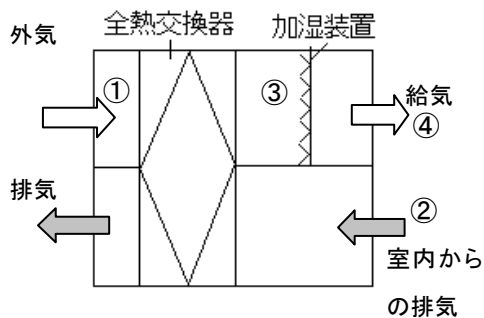 全熱交換器
加湿装置
外気
①
③
給気
④
排気
②
室内から
の排気